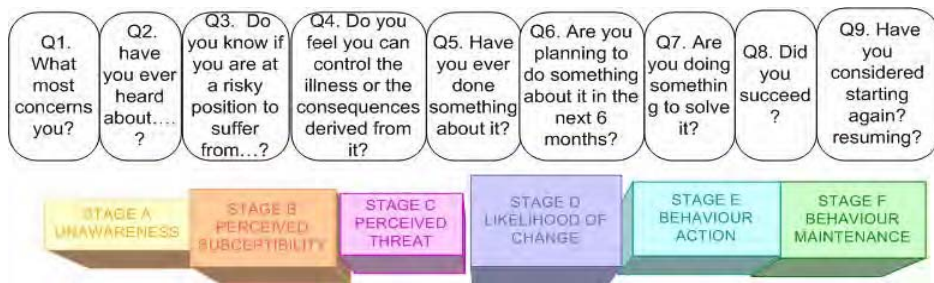 Q1.
What
most
concerns
you?
Q2.
have
you ever
heard
about….
?
Q3.  Do
you know if
you are at
a risky
position to
suffer
from…?
Q4. Do you
feel you can
control the
illness or the
consequences
derived from
it?
Q5. Have
you ever
done
something
about it?
Q6. Are you
planning to
do something
about it in the
next 6
months?
Q7. Are
you doing
somethin
g to solve
it?
Q8. Did
you
succeed
?
Q9. Have
you
considered
starting
again?
resuming?
STAGE A
UNAWARENESS
STAGE B
PERCEIVED
SUBCEPTIBILITY
STAGE C
PERCEIVED
THREAT
STAGE D
LIKELIHOOD OF
CHANGE
STAGE E
BEHAVIOUR
ACTION
STAGE F
BEHAVIOUR
MAINTENANCE